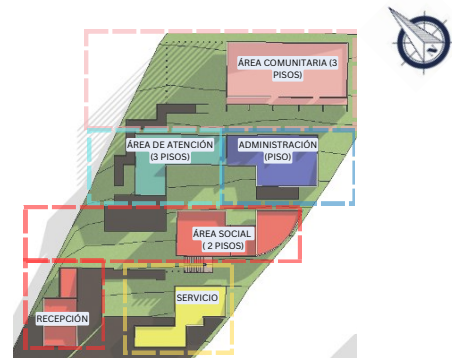 ÁREA COMUNITARIA (3
PISOS)
ÁREA DE ATENCIÓN
(3 PISOS)
ADMINISTRACIÓN
(PISO)
ÁREA SOCIAL
( 2 PISOS)
SERVICIO
RECEPCIÓN